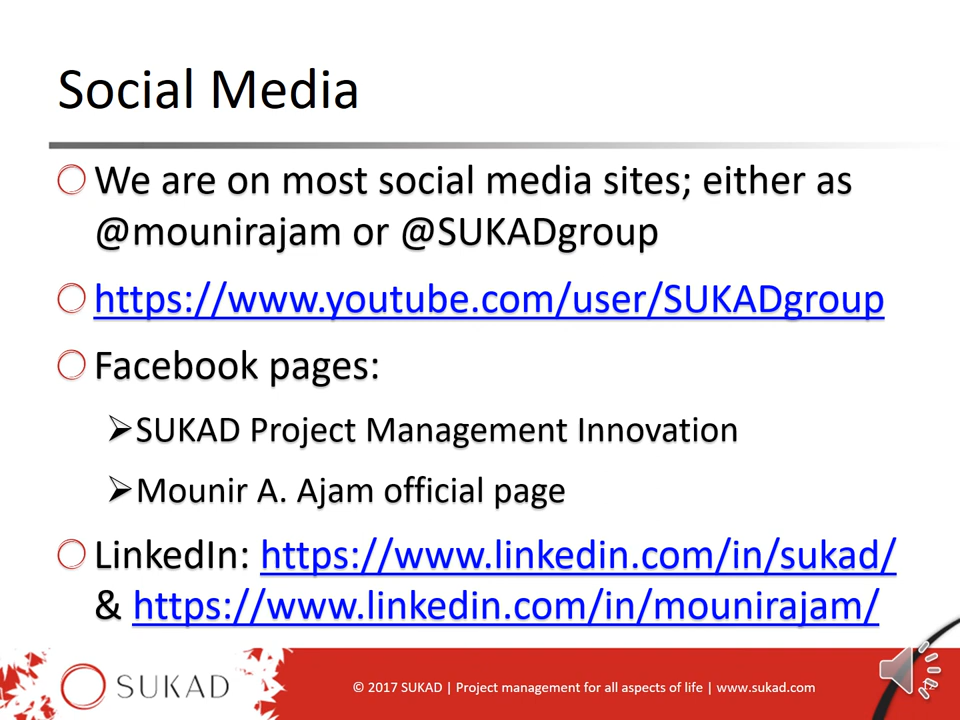 Social Media
We are on most social media sites; either as
@mounirajam or @SUKADgroup
https://www.youtube.com/user/SUKADgroup
Facebook pages:
SUKAD Project Management Innovation
Mounir A. Ajam official page
LinkedIn: https://www.linkedin.com/in/sukad/
& https://www.linkedin.com/in/mounirajam/
SUKAD
© 2017 SUKAD | Project management for all aspects of life | www.sukad.com